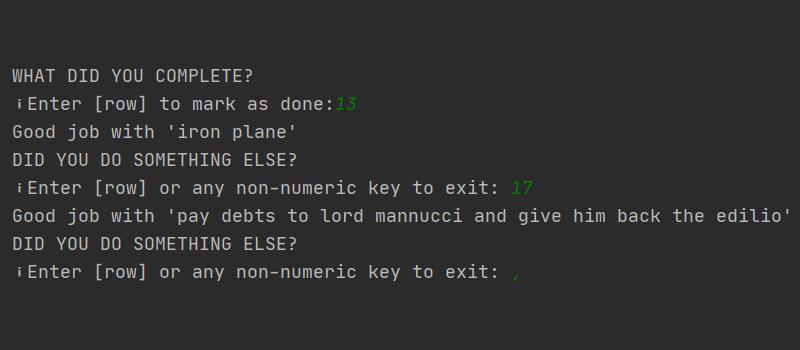 WHAT DID YOU COMPLETE?
¡Enter [row] to mark as done:13
Good job with 'iron plane'
DID YOU DO SOMETHING ELSE?
¡Enter [row] or any non-numeric key to exit: 17
Good job with 'pay debts to lord mannucci and give him back the edilio'
DID YOU DO SOMETHING ELSE?
¡Enter [row] or any non-numeric key to exit: ,